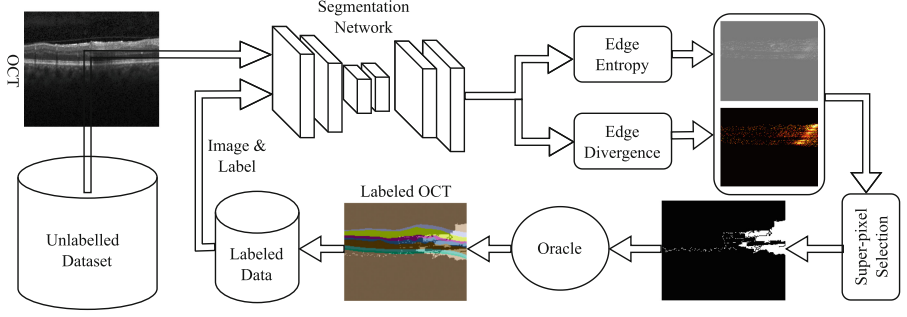 OCT
Segmentation
Network
Edge
Entropy
Edge
Divergence
Image &
Label
Labeled OCT
Unlabelled
Dataset
Labeled
Data
Oracle
Super-pixel
Selection